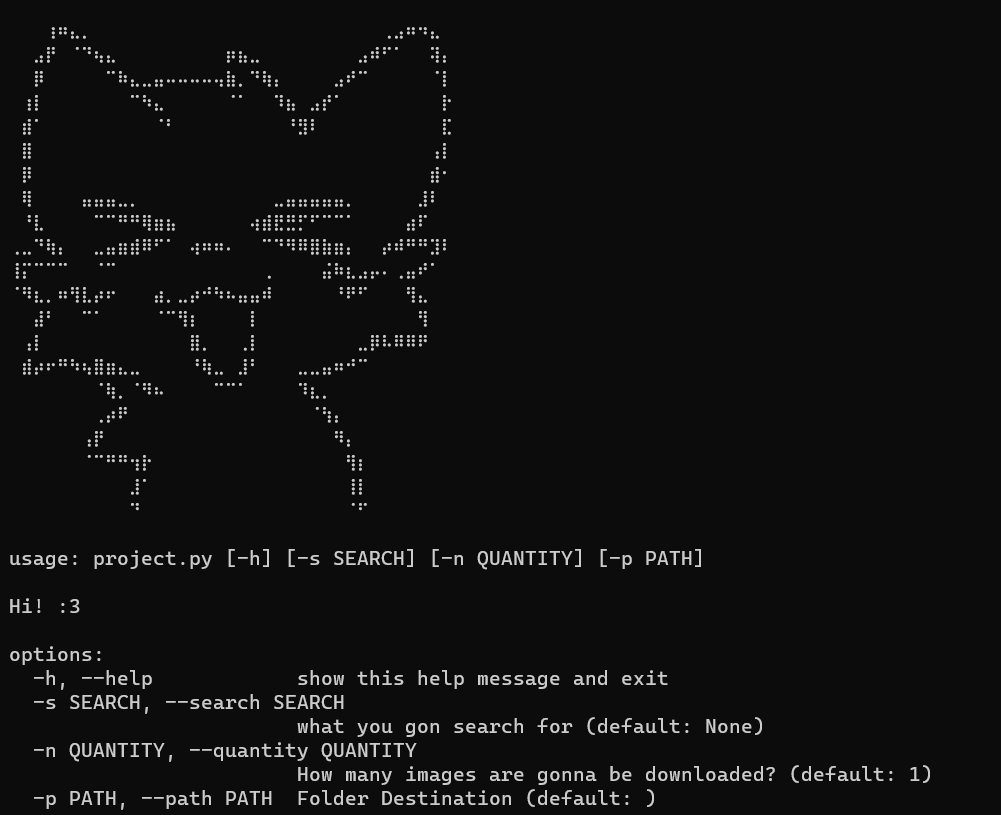 usage: project.py [-h] [-s SEARCH] [-n QUANTITY] [-p PATH]
Hi! :3
options:
-h, --help show this help message and exit
-s SEARCH, --search SEARCH
what you gon search for (default: None)
-n QUANTITY, --quantity QUANTITY
How many images are gonna be downloaded? (default: 1)
-p PATH, --path PATH Folder Destination (default: )